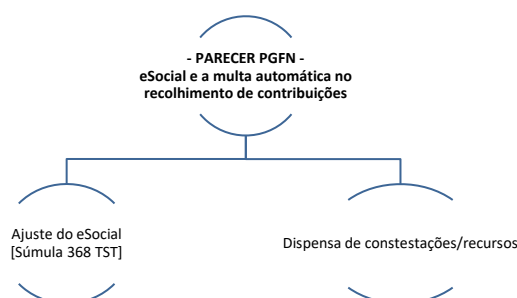 - PARECER PGFN -
eSocial e a multa automática no
recolhimento de contribuições
Ajuste do eSocial
[Súmula 368 TST]
Dispensa de constestações/recursos